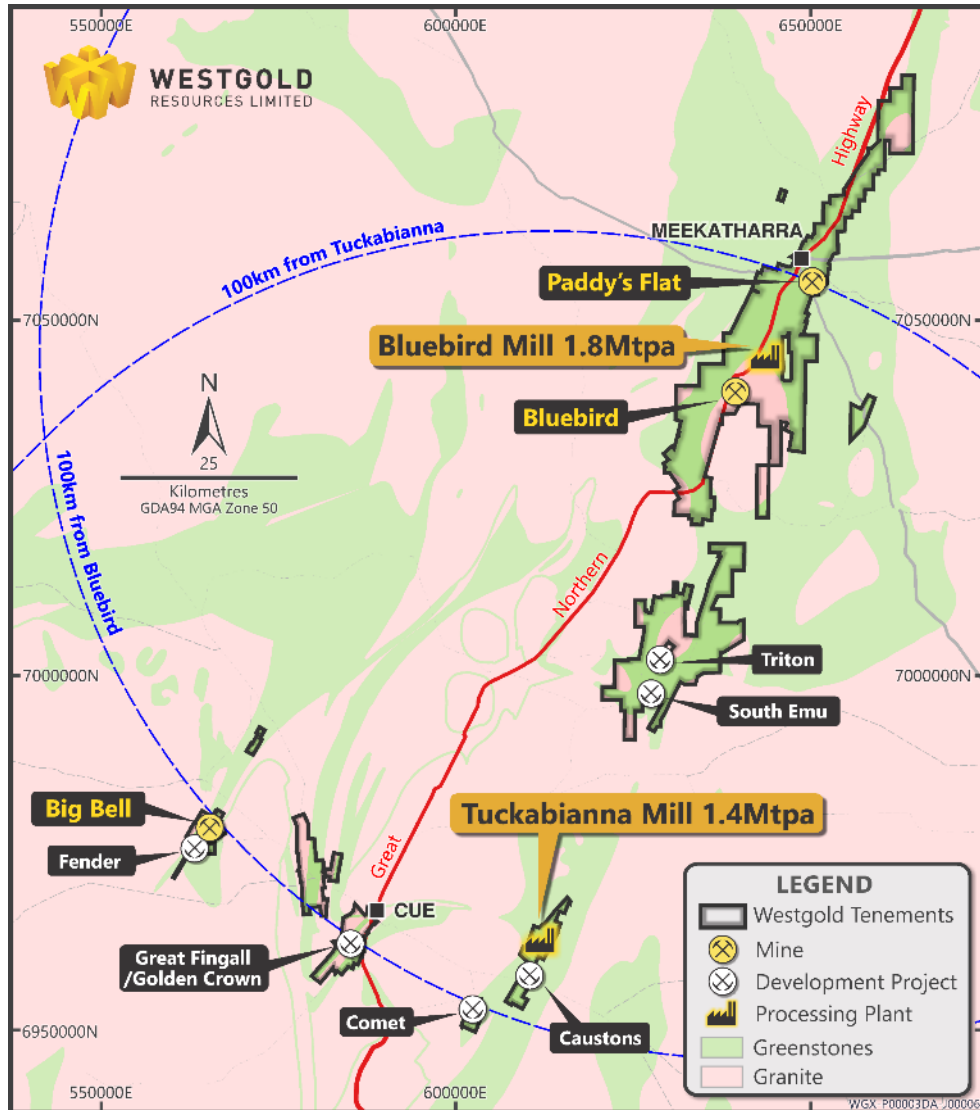 550000E
600000E
650000E
WESTGOLD
RESOURCES LIMITED
Highway
MEEKATHARRA
100km from Tuckabianna
Paddy's Flat
7050000N
7050000N
Bluebird Mill 1.8Mtpa
N
Bluebird
25
Kilometres
GDA94 MGA Zone 50
100km from Bluebird
Northern
Triton
7000000N
7000000N
South Emu
Big Bell
Tuckabianna Mill 1.4Mtpa
Fender
Great
CUE
Great Fingall
/Golden Crown
Comet
Caustons
6950000N
LEGEND
Westgold Tenements
Mine
Development Project
Processing Plant
Greenstones
Granite
550000E
600000E